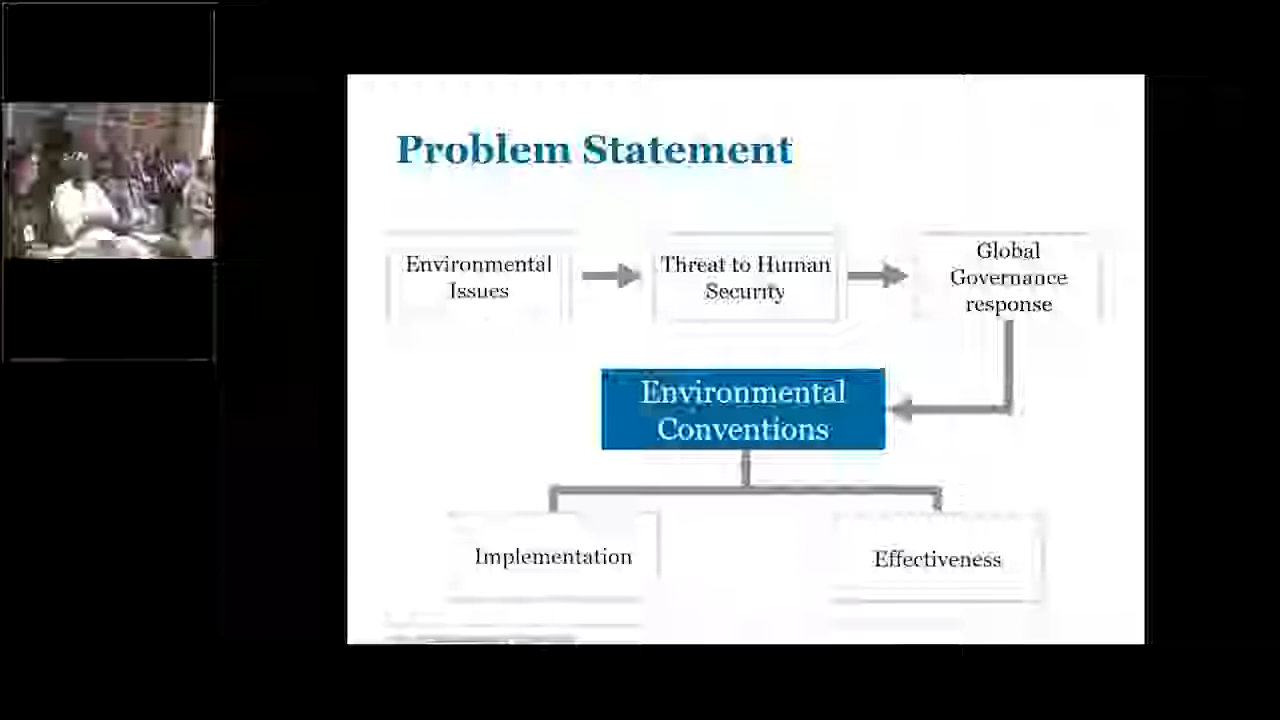 Problem Statement
Environmental
Issues
Threat to Human
Security
Global
Governance
response
Environmental
Conventions
Implementation
Effectiveness